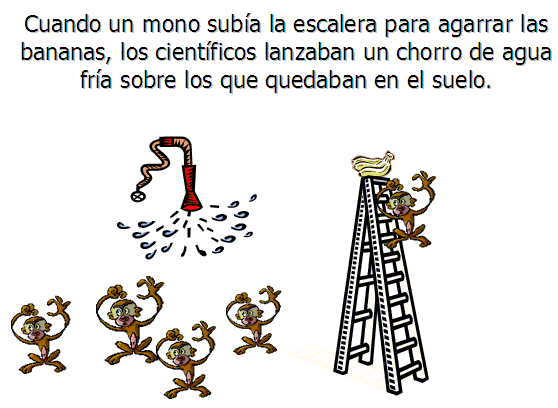 Cuando un mono subía la escalera para agarrar las
bananas, los científicos lanzaban un chorro de agua
fría sobre los que quedaban en el suelo.